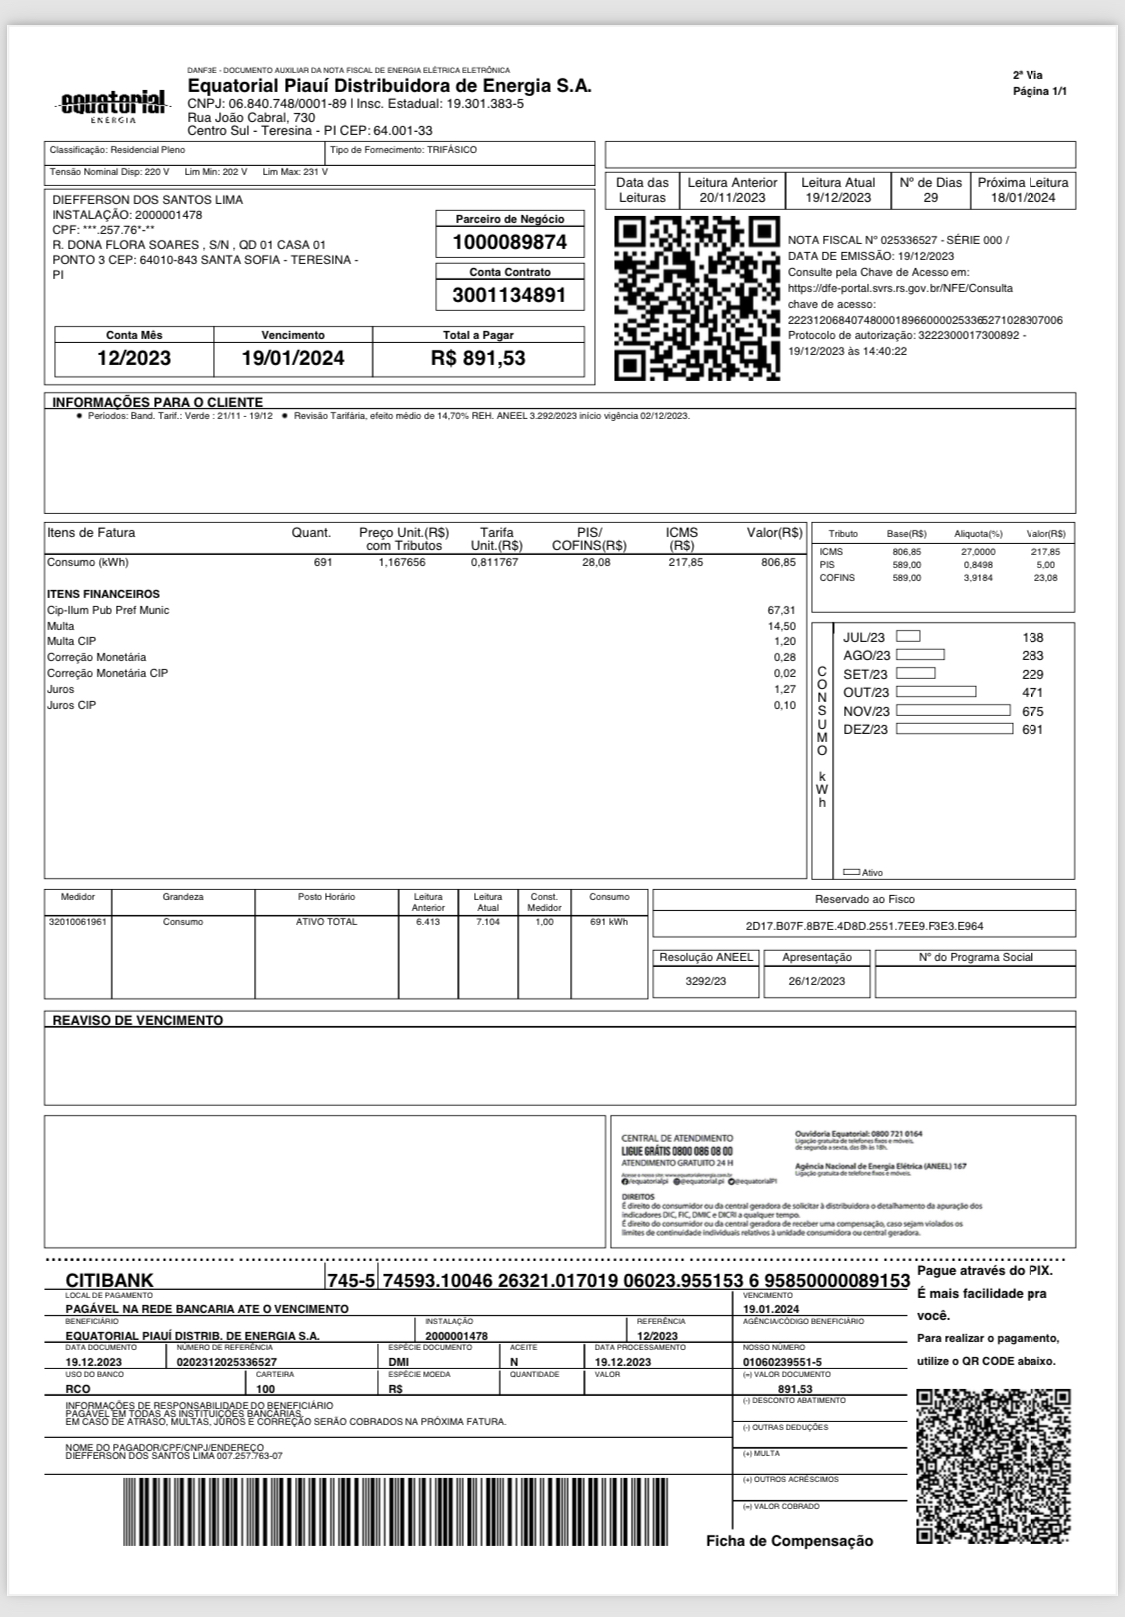 DANF3E - DOCUMENTO AUXILIAR DA NOTA FISCAL DE ENERGIA ELÉTRICA ELETRÔNICA
equatorial
ENERGIA
Equatorial Piauí Distribuidora de Energia S.A.
CNPJ: 06.840.748/0001-89 | Insc. Estadual: 19.301.383-5
Rua João Cabral, 730
Centro Sul - Teresina - PI CEP: 64.001-33
2ª Via
Página 1/1
Classificação: Residencial Pleno
Tipo de Fornecimento: TRIFÁSICO
Tensão Nominal Disp: 220 V Lim Min: 202 V Lim Max: 231 V
DIEFFERSON DOS SANTOS LIMA
INSTALAÇÃO: 2000001478
CPF: ***.257.76*-**
R. DONA FLORA SOARES , S/N , QD 01 CASA 01
PONTO 3 CEP: 64010-843 SANTA SOFIA - TERESINA -
PI
Parceiro de Negócio
1000089874
Conta Contrato
3001134891
Conta Mês Vencimento Total a Pagar
12/2023 19/01/2024 R$ 891,53
Data das Leituras Leitura Anterior Leitura Atual Nº de Dias Próxima Leitura
20/11/2023 19/12/2023 29 18/01/2024
NOTA FISCAL Nº 025336527 - SÉRIE 000 /
DATA DE EMISSÃO: 19/12/2023
Consulte pela Chave de Acesso em:
https://dfe-portal.svrs.rs.gov.br/NFE/Consulta
chave de acesso:
22231206840748000189660000253365271028307006
Protocolo de autorização: 3222300017300892 -
19/12/2023 às 14:40:22
INFORMAÇÕES PARA O CLIENTE
● Períodos: Band. Tarif.: Verde : 21/11 - 19/12 ● Revisão Tarifária, efeito médio de 14,70% REH. ANEEL 3.292/2023 início vigência 02/12/2023.
Itens de Fatura Quant. Preço Unit.(R$) com Tributos Tarifa Unit.(R$) PIS/ COFINS(R$) ICMS (R$) Valor(R$)
Consumo (kWh) 691 1,167656 0,811767 28,08 217,85 806,85
ITENS FINANCEIROS
Cip-Ilum Pub Pref Munic 67,31
Multa 14,50
Multa CIP 1,20
Correção Monetária 0,28
Correção Monetária CIP 0,02
Juros 1,27
Juros CIP 0,10
Tributo Base(R$) Aliquota(%) Valor(R$)
ICMS 806,85 27,0000 217,85
PIS 589,00 0,8498 5,00
COFINS 589,00 3,9184 23,08
CONSUMO kWh
JUL/23 138
AGO/23 283
SET/23 229
OUT/23 471
NOV/23 675
DEZ/23 691
Ativo
Medidor Grandeza Posto Horário Leitura Anterior Leitura Atual Const. Medidor Consumo
32010061961 Consumo ATIVO TOTAL 6.413 7.104 1,00 691 kWh
Reservado ao Fisco
2D17.B07F.8B7E.4D8D.2551.7EE9.F3E3.E964
Resolução ANEEL Apresentação Nº do Programa Social
3292/23 26/12/2023
REAVISO DE VENCIMENTO
CENTRAL DE ATENDIMENTO
LIGUE GRÁTIS 0800 086 08 00
ATENDIMENTO GRATUITO 24 H
Acesse o nosso site: www.equatorialenergia.com.br
/equatorialpi @equatorial.pi @equatorialPI
Ouvidoria Equatorial: 0800 721 0164
Ligação gratuita de telefones fixos e móveis,
de segunda a sexta, das 8h às 18h.
Agência Nacional de Energia Elétrica (ANEEL) 167
Ligação gratuita de telefones fixos e móveis.
DIREITOS
É direito do consumidor ou da central geradora de solicitar à distribuidora o detalhamento da apuração dos
indicadores DIC, FIC, DMIC e DICRI a qualquer tempo.
É direito do consumidor ou da central geradora de receber uma compensação, caso sejam violados os
limites de continuidade individuais relativos à unidade consumidora ou central geradora.
CITIBANK 745-5 74593.10046 26321.017019 06023.955153 6 95850000089153
LOCAL DE PAGAMENTO VENCIMENTO
PAGÁVEL NA REDE BANCARIA ATE O VENCIMENTO 19.01.2024
BENEFICIÁRIO INSTALAÇÃO REFERÊNCIA AGÊNCIA/CÓDIGO BENEFICIÁRIO
EQUATORIAL PIAUÍ DISTRIB. DE ENERGIA S.A. 2000001478 12/2023
DATA DOCUMENTO NÚMERO DE REFERÊNCIA ESPÉCIE DOCUMENTO ACEITE DATA PROCESSAMENTO NOSSO NÚMERO
19.12.2023 0202312025336527 DMI N 19.12.2023 01060239551-5
USO DO BANCO CARTEIRA ESPÉCIE MOEDA QUANTIDADE VALOR (=) VALOR DOCUMENTO
RCO 100 R$ 891,53
INFORMAÇÕES DE RESPONSABILIDADE DO BENEFICIÁRIO
PAGÁVEL EM TODAS AS INSTITUIÇÕES BANCÁRIAS.
EM CASO DE ATRASO, MULTAS, JUROS E CORREÇÃO SERÃO COBRADOS NA PRÓXIMA FATURA.
(-) DESCONTO ABATIMENTO
(-) OUTRAS DEDUÇÕES
(+) MULTA
(+) OUTROS ACRÉSCIMOS
(=) VALOR COBRADO
NOME DO PAGADOR/CPF/CNPJ/ENDEREÇO
DIEFFERSON DOS SANTOS LIMA 007.257.763-07
Ficha de Compensação
Pague através do PIX.
É mais facilidade pra
você.
Para realizar o pagamento,
utilize o QR CODE abaixo.